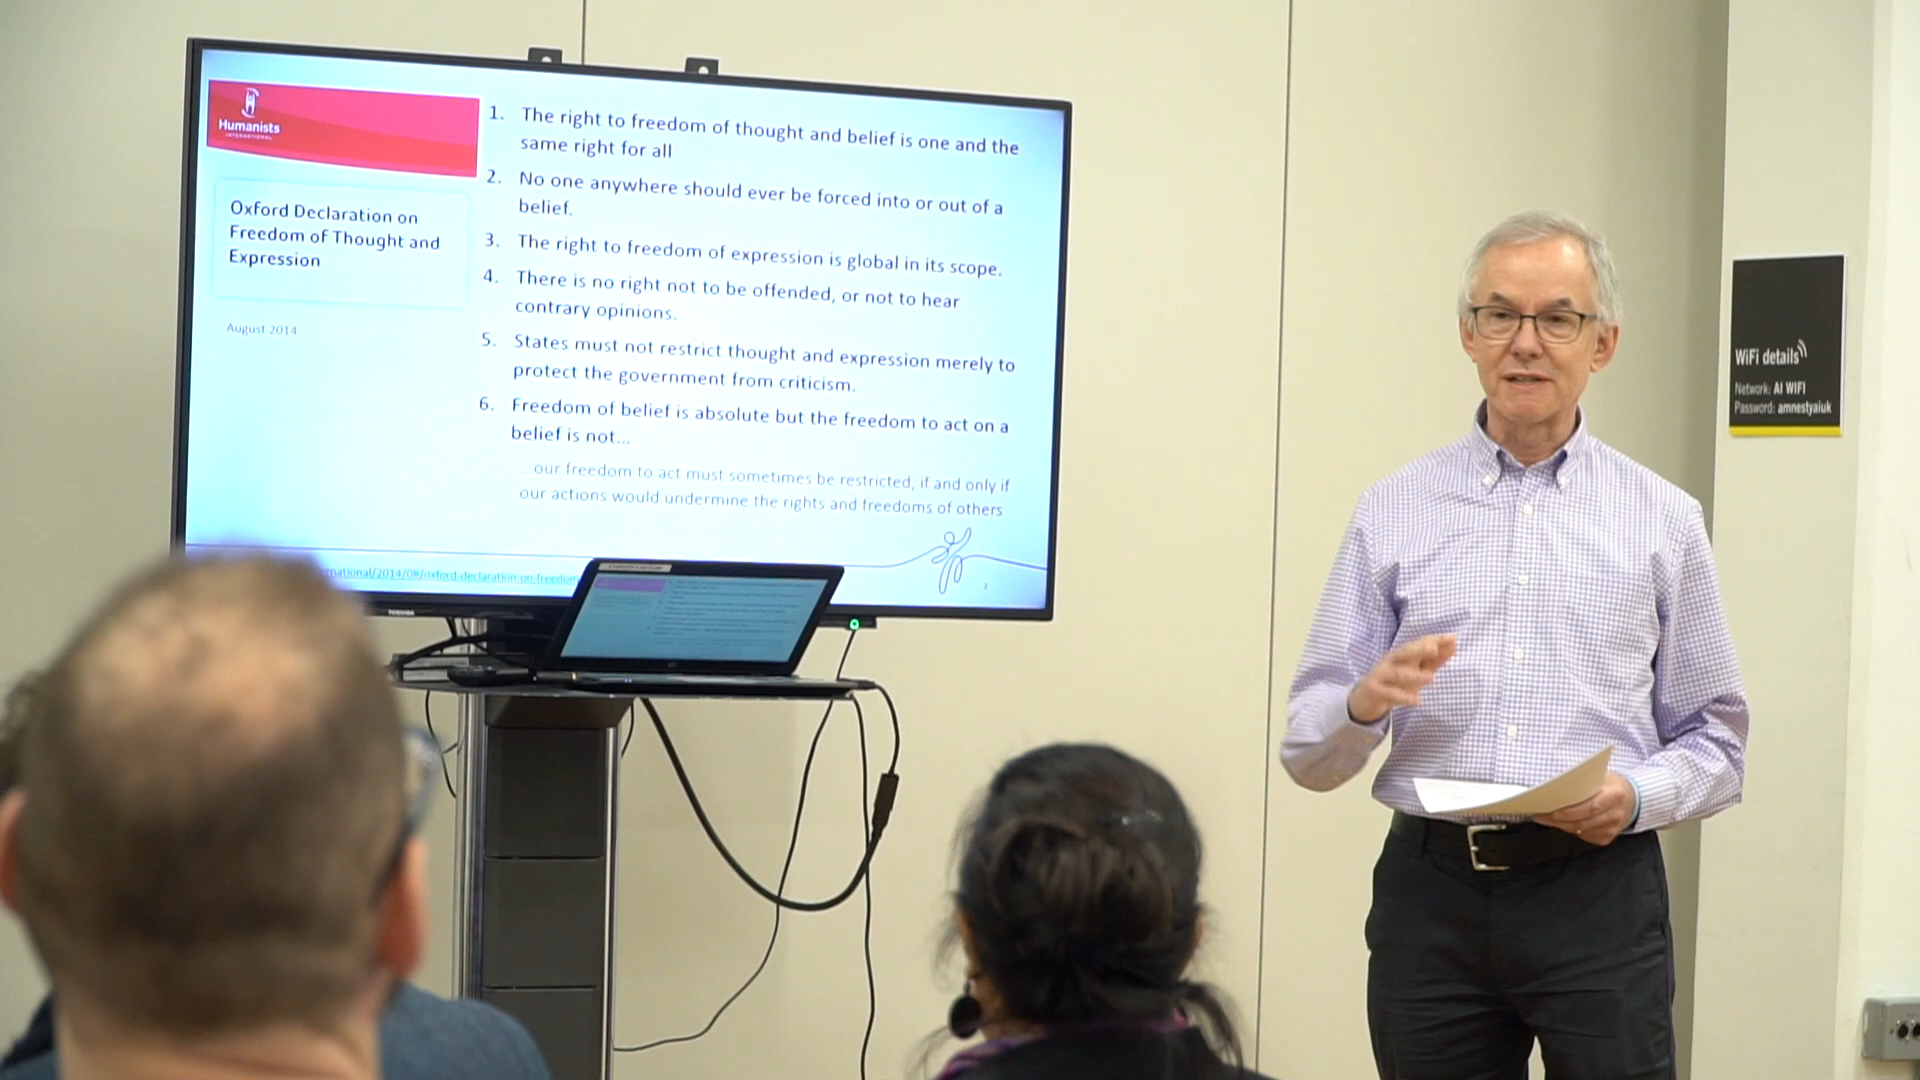 Humanists
INTERNATIONAL
Oxford Declaration on
Freedom of Thought and
Expression
August 2014
1. The right to freedom of thought and belief is one and the
same right for all
2. No one anywhere should ever be forced into or out of a
belief.
3. The right to freedom of expression is global in its scope.
4. There is no right not to be offended, or not to hear
contrary opinions.
5. States must not restrict thought and expression merely to
protect the government from criticism.
6. Freedom of belief is absolute but the freedom to act on a
belief is not...
...our freedom to act must sometimes be restricted, if and only if
our actions would undermine the rights and freedoms of others
national/2014/08/oxford-declaration-on-freedom
2
TOSHIBA
WiFi details
Network: AI WIFI
Password: amnestyaiuk